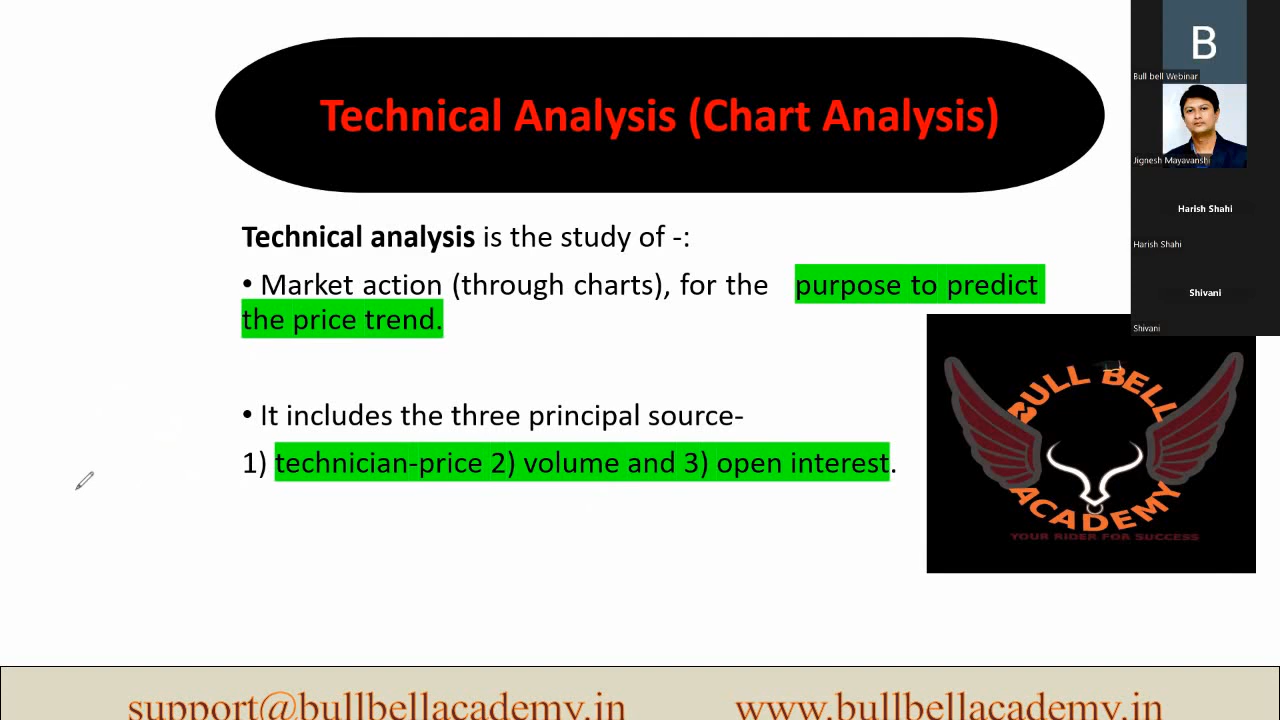 Technical Analysis (Chart Analysis)
Technical analysis is the study of -:
• Market action (through charts), for the purpose to predict
the price trend.
• It includes the three principal source-
1) technician-price 2) volume and 3) open interest.
B
Bull bell Webinar
Jignesh Mayavanshi
Harish Shahi
Harish Shahi
Shivani
Shivani
BULL BELL
ACADEMY
YOUR RIDER FOR SUCCESS
support@bullbellacademy.in www.bullbellacademy.in